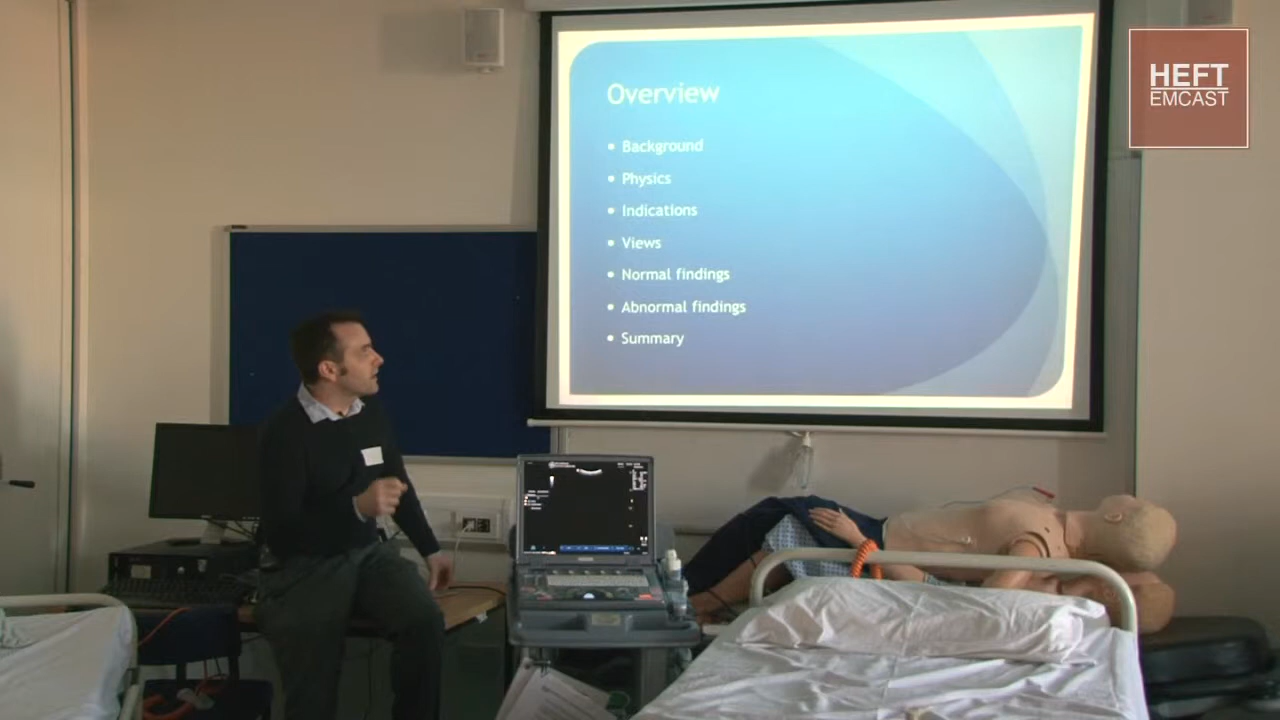 HEFT
EMCAST
Overview
Background
Physics
Indications
Views
Normal findings
Abnormal findings
Summary